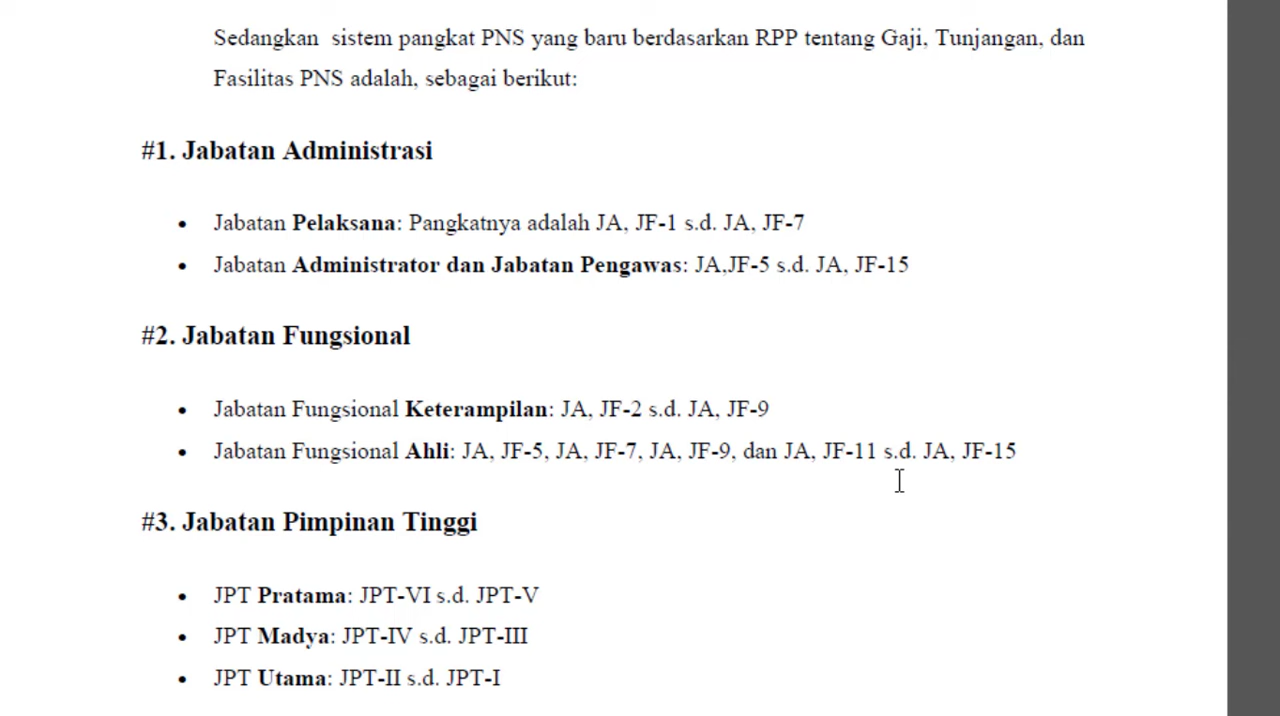 Sedangkan sistem pangkat PNS yang baru berdasarkan RPP tentang Gaji, Tunjangan, dan
Fasilitas PNS adalah, sebagai berikut:
#1. Jabatan Administrasi
• Jabatan Pelaksana: Pangkatnya adalah JA, JF-1 s.d. JA, JF-7
• Jabatan Administrator dan Jabatan Pengawas: JA,JF-5 s.d. JA, JF-15
#2. Jabatan Fungsional
• Jabatan Fungsional Keterampilan: JA, JF-2 s.d. JA, JF-9
• Jabatan Fungsional Ahli: JA, JF-5, JA, JF-7, JA, JF-9, dan JA, JF-11 s.d. JA, JF-15
#3. Jabatan Pimpinan Tinggi
• JPT Pratama: JPT-VI s.d. JPT-V
• JPT Madya: JPT-IV s.d. JPT-III
• JPT Utama: JPT-II s.d. JPT-I